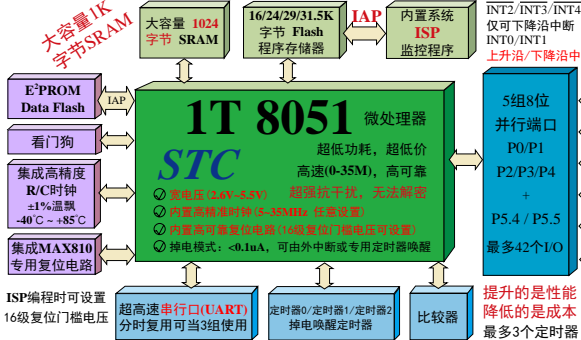 大容量1K
字节SRAM
大容量 1024
字节 SRAM
16/24/29/31.5K
字节 Flash
程序存储器
IAP
内置系统
ISP
监控程序
INT2/INT3/INT4
仅可下降沿中断
INT0/INT1
上升沿/下降沿中
E²PROM
Data Flash
IAP
看门狗
集成高精度
R/C时钟
±1%温飘
-40℃ ~ +85℃
集成MAX810
专用复位电路
1T 8051 微处理器
STC
超低功耗，超低价
高速(0-35M)，高可靠
超强抗干扰，无法解密
宽电压(2.6V~5.5V)
内置高精准时钟(5~35MHz 任意设置)
内置高可靠复位电路(16级复位门槛电压可设置)
掉电模式：<0.1uA，可由外中断或专用定时器唤醒
5组8位
并行端口
P0/P1
P2/P3/P4
+
P5.4 / P5.5
最多42个I/O
ISP编程时可设置
16级复位门槛电压
超高速串行口(UART)
分时复用可当3组使用
定时器0/定时器1/定时器2
掉电唤醒定时器
比较器
提升的是性能
降低的是成本
最多3个定时器